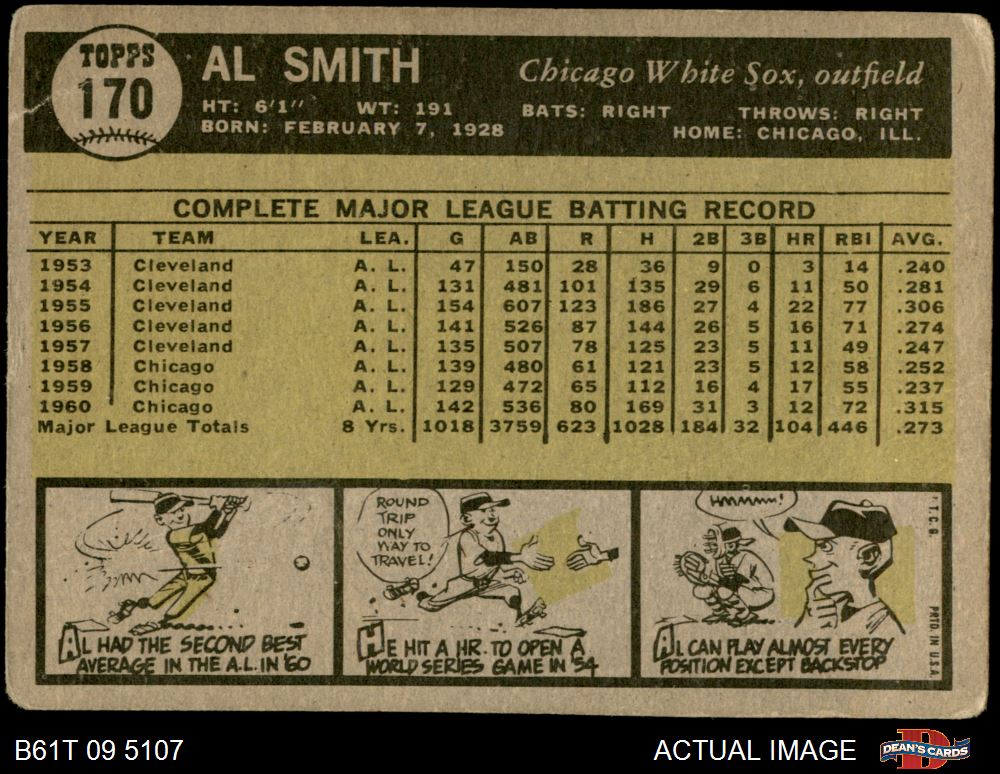 TOPPS
170
AL SMITH
Chicago White Sox, outfield
HT: 6'1" WT: 191 BATS: RIGHT THROWS: RIGHT
BORN: FEBRUARY 7, 1928 HOME: CHICAGO, ILL.
COMPLETE MAJOR LEAGUE BATTING RECORD
YEAR TEAM LEA. G AB R H 2B 3B HR RBI AVG.
1953 Cleveland A. L. 47 150 28 36 9 0 3 14 .240
1954 Cleveland A. L. 131 481 101 135 29 6 11 50 .281
1955 Cleveland A. L. 154 607 123 186 27 4 22 77 .306
1956 Cleveland A. L. 141 526 87 144 26 5 16 71 .274
1957 Cleveland A. L. 135 507 78 125 23 5 11 49 .247
1958 Chicago A. L. 139 480 61 121 23 5 12 58 .252
1959 Chicago A. L. 129 472 65 112 16 4 17 55 .237
1960 Chicago A. L. 142 536 80 169 31 3 12 72 .315
Major League Totals 8 Yrs. 1018 3759 623 1028 184 32 104 446 .273
AL HAD THE SECOND BEST
AVERAGE IN THE A.L. IN '60
ROUND
TRIP
ONLY
WAY TO
TRAVEL!
HE HIT A HR. TO OPEN A
WORLD SERIES GAME IN '54
HMMMM!
AL CAN PLAY ALMOST EVERY
POSITION EXCEPT BACKSTOP
T.C.G.
PRTD. IN U.S.A.
B61T 09 5107
ACTUAL IMAGE
DEAN'S CARDS